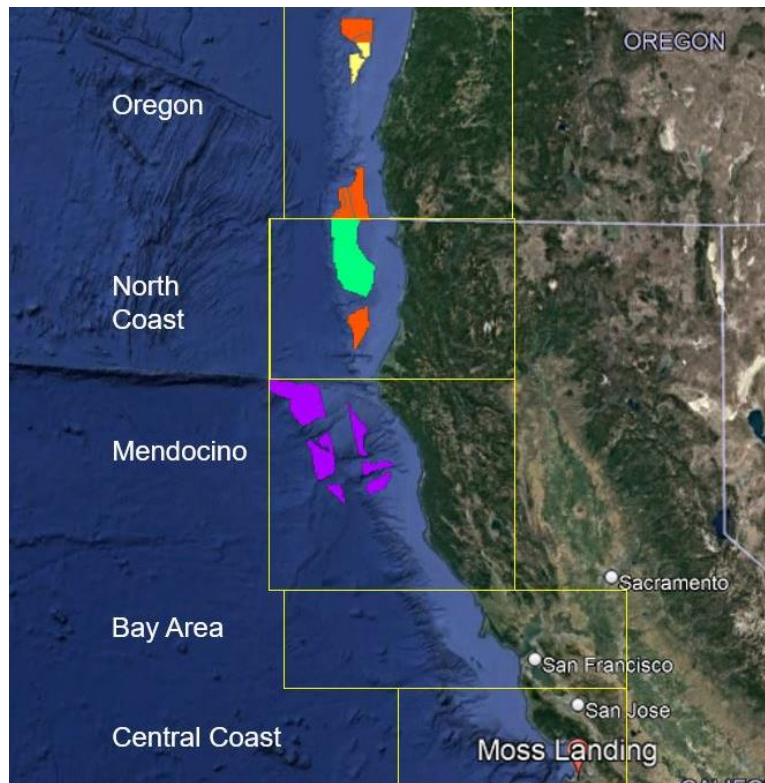 OREGON
Oregon
North
Coast
Mendocino
Sacramento
Bay Area
San Francisco
San Jose
Central Coast
Moss Landing